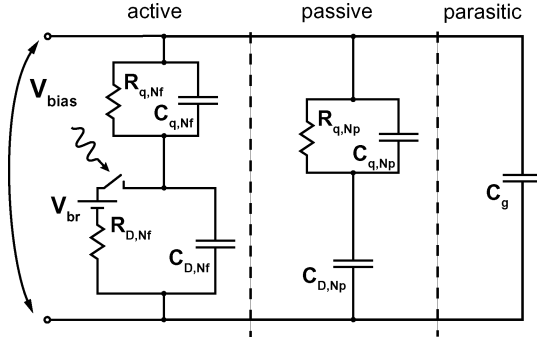 active passive parasitic
V_bias
R_q,Nf
C_q,Nf
V_br
R_D,Nf
C_D,Nf
R_q,Np
C_q,Np
C_D,Np
C_g